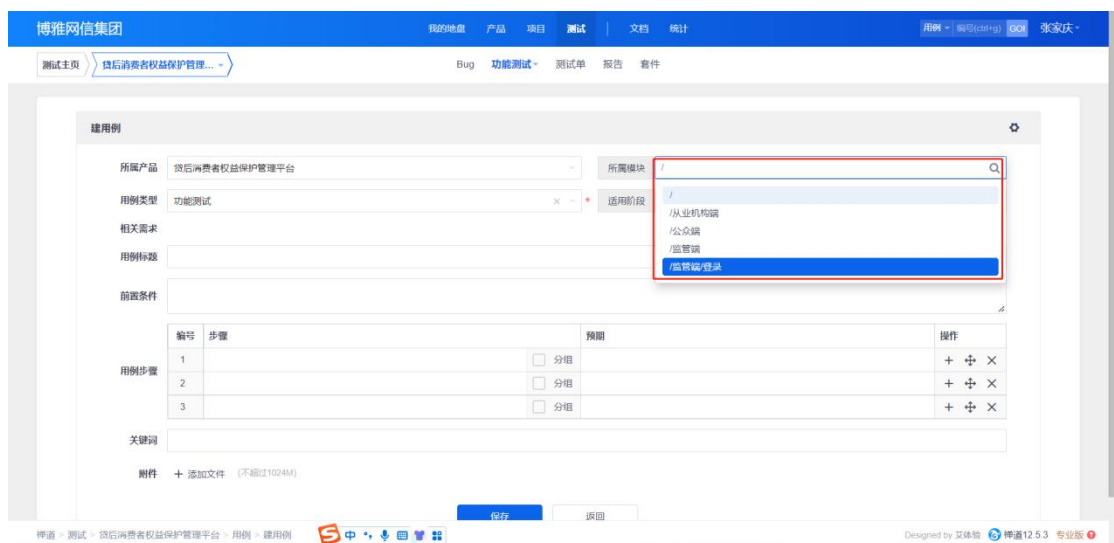 博雅网信集团 我的地盘 产品 项目 测试 文档 统计 用例 编号(ctrl+g) GO! 张家庆
测试主页 贷后消费者权益保护管理... Bug 功能测试 测试单 报告 套件
建用例
所属产品 贷后消费者权益保护管理平台 所属模块 /
/
用例类型 功能测试 * 适用阶段
/从业机构端
相关需求 /公众端
/监管端
用例标题
/监管端/登录
前置条件
编号 步骤 预期 操作
1 分组
用例步骤
2 分组
3 分组
关键词
附件 添加文件 (不超过1024M)
保存 返回
禅道 > 测试 > 贷后消费者权益保护管理平台 > 用例 > 建用例 中 Designed by 艾体验 禅道12.5.3 专业版